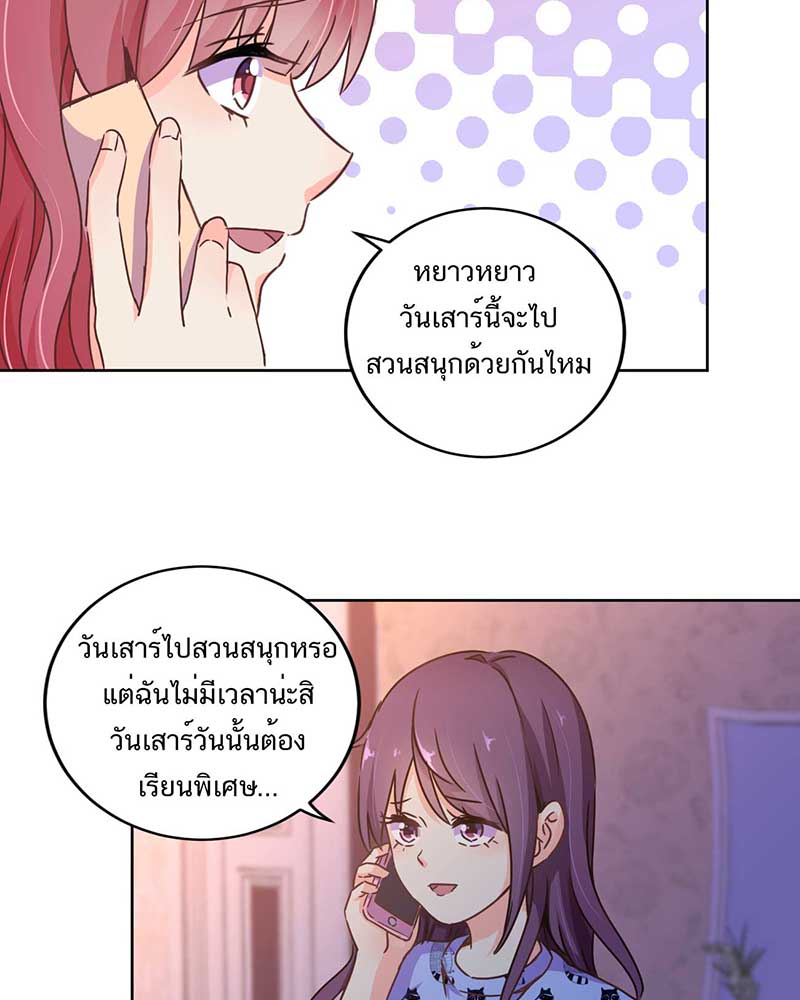 หยาวหยาว
วันเสาร์นี้จะไป
สวนสนุกด้วยกันไหม
วันเสาร์ไปสวนสนุกหรอ
แต่ฉันไม่มีเวลาน่ะสิ
วันเสาร์วันนั้นต้อง
เรียนพิเศษ...